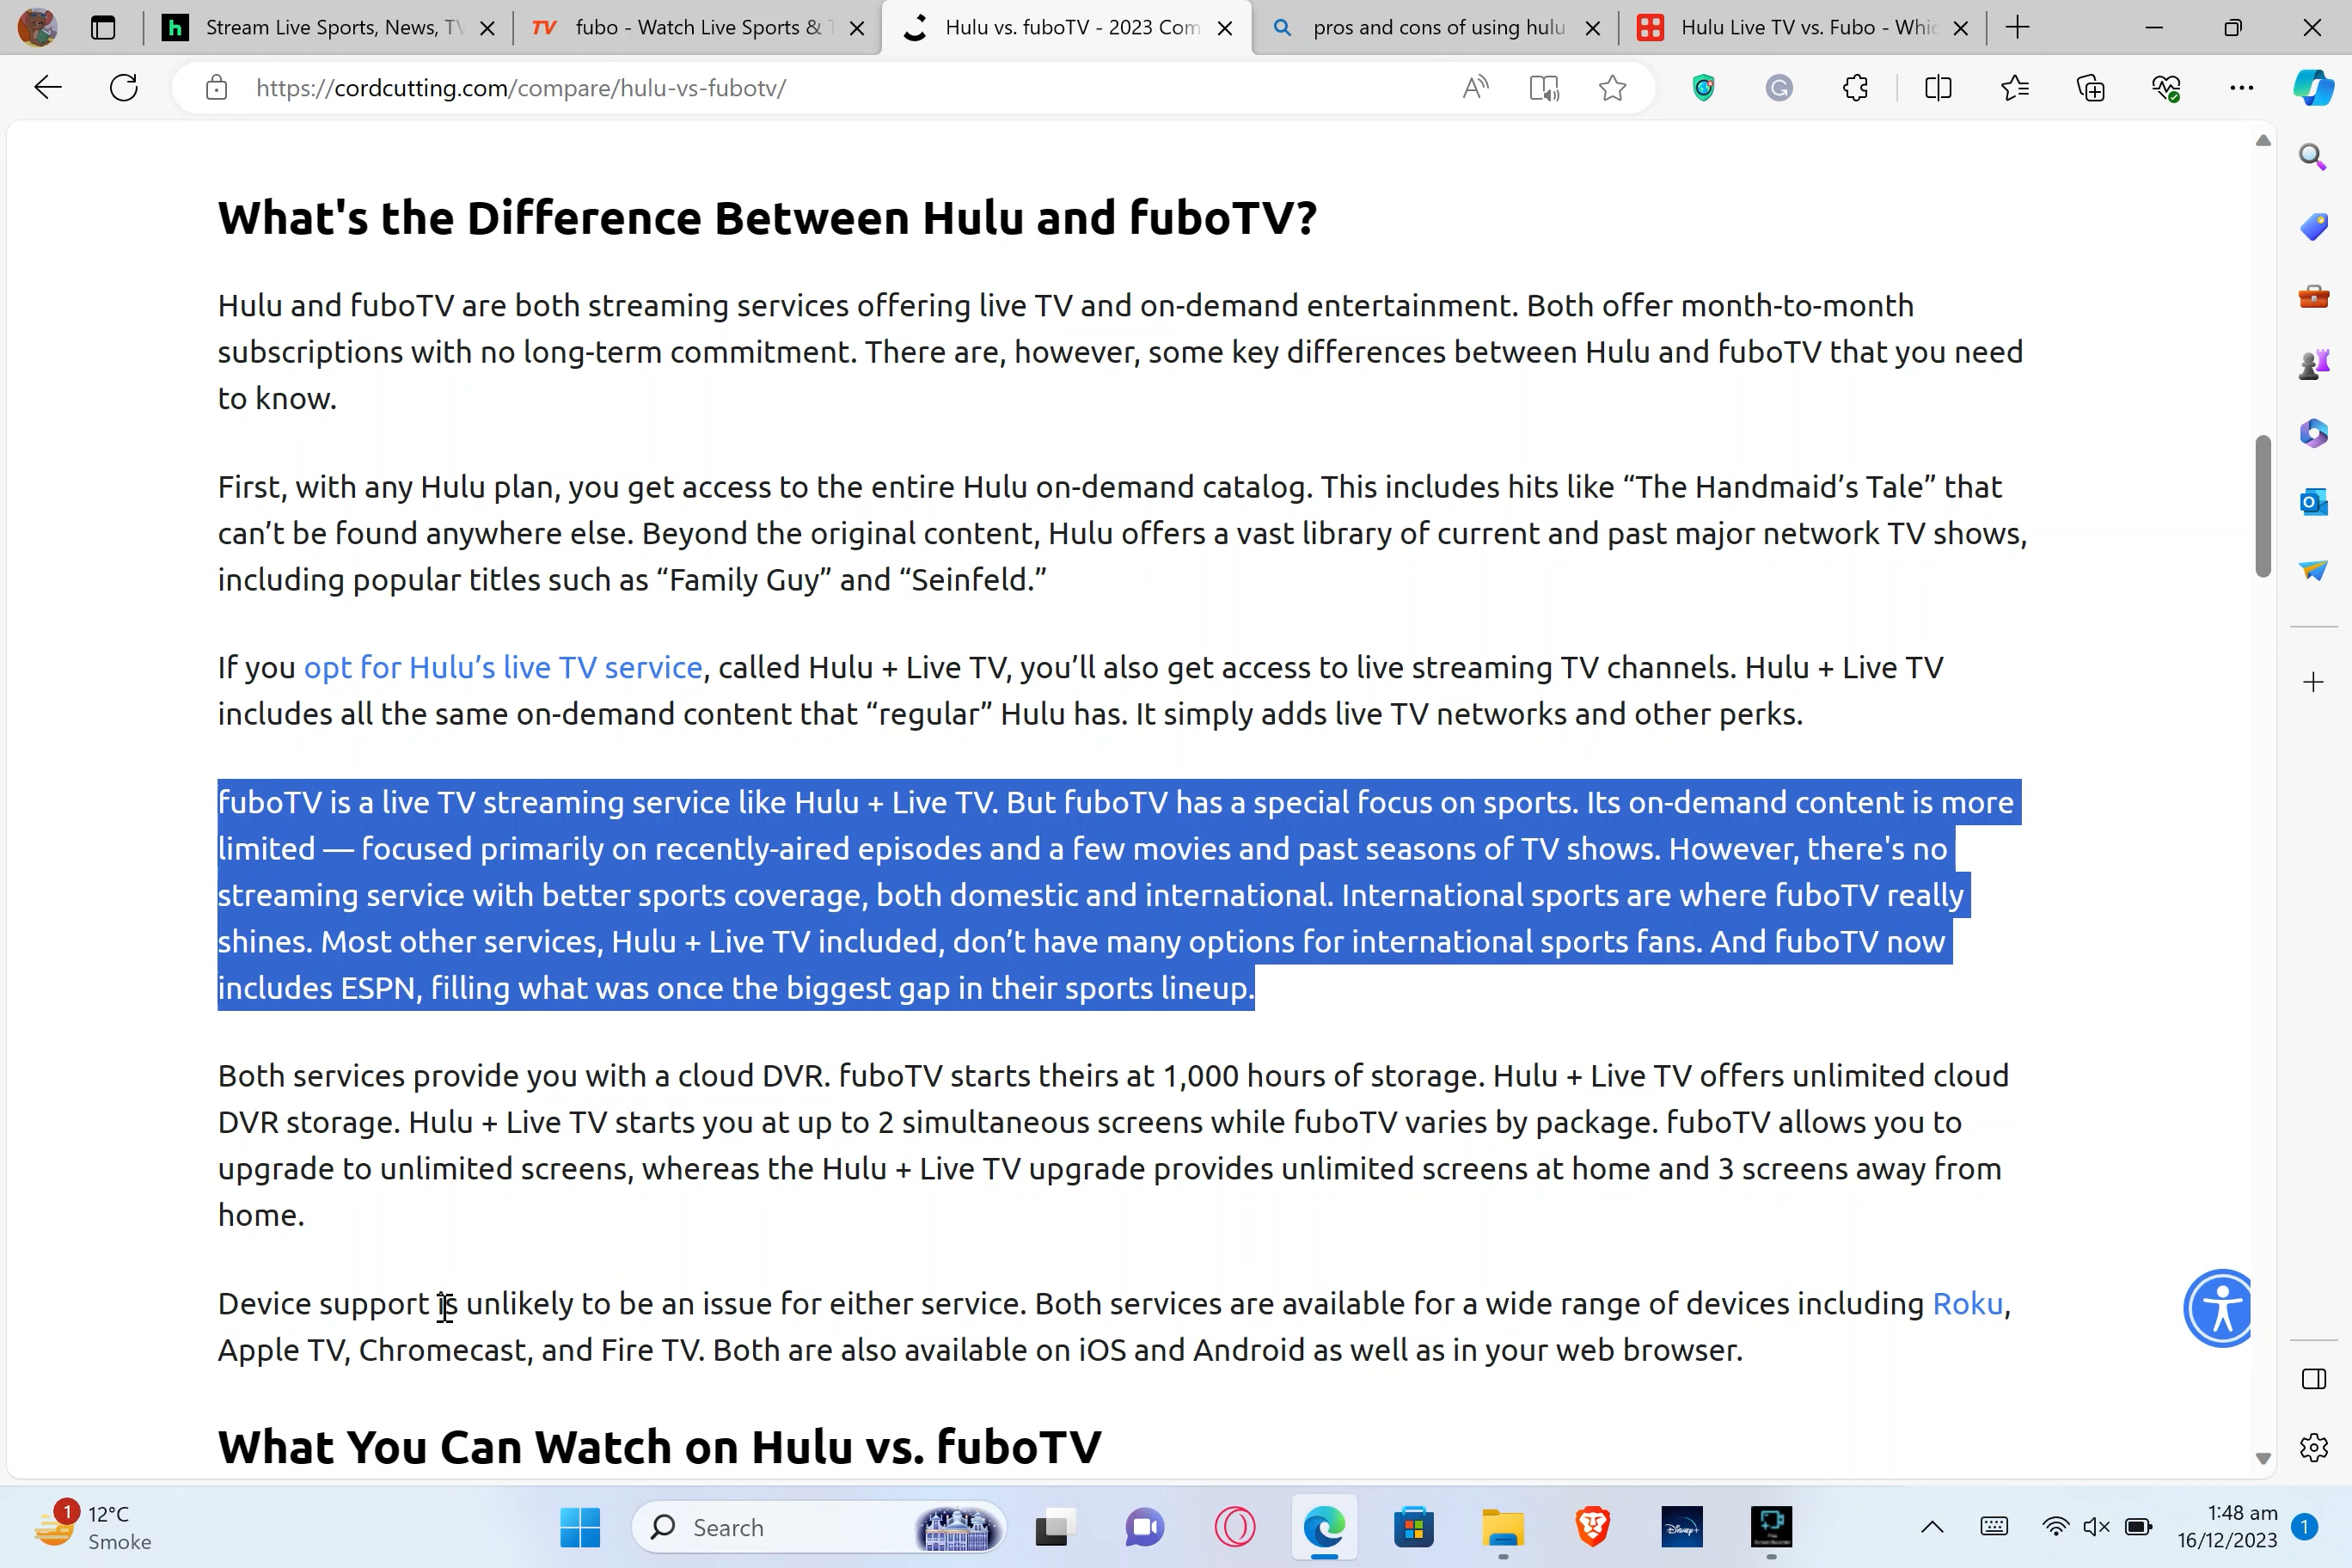 Stream Live Sports, News, TV
TV fubo - Watch Live Sports & T
Hulu vs. fuboTV - 2023 Com
pros and cons of using hulu
Hulu Live TV vs. Fubo - Whic
https://cordcutting.com/compare/hulu-vs-fubotv/
What's the Difference Between Hulu and fuboTV?
Hulu and fuboTV are both streaming services offering live TV and on-demand entertainment. Both offer month-to-month
subscriptions with no long-term commitment. There are, however, some key differences between Hulu and fuboTV that you need
to know.
First, with any Hulu plan, you get access to the entire Hulu on-demand catalog. This includes hits like “The Handmaid’s Tale” that
can’t be found anywhere else. Beyond the original content, Hulu offers a vast library of current and past major network TV shows,
including popular titles such as “Family Guy” and “Seinfeld.”
If you opt for Hulu’s live TV service, called Hulu + Live TV, you’ll also get access to live streaming TV channels. Hulu + Live TV
includes all the same on-demand content that “regular” Hulu has. It simply adds live TV networks and other perks.
fuboTV is a live TV streaming service like Hulu + Live TV. But fuboTV has a special focus on sports. Its on-demand content is more
limited — focused primarily on recently-aired episodes and a few movies and past seasons of TV shows. However, there's no
streaming service with better sports coverage, both domestic and international. International sports are where fuboTV really
shines. Most other services, Hulu + Live TV included, don’t have many options for international sports fans. And fuboTV now
includes ESPN, filling what was once the biggest gap in their sports lineup.
Both services provide you with a cloud DVR. fuboTV starts theirs at 1,000 hours of storage. Hulu + Live TV offers unlimited cloud
DVR storage. Hulu + Live TV starts you at up to 2 simultaneous screens while fuboTV varies by package. fuboTV allows you to
upgrade to unlimited screens, whereas the Hulu + Live TV upgrade provides unlimited screens at home and 3 screens away from
home.
Device support is unlikely to be an issue for either service. Both services are available for a wide range of devices including Roku,
Apple TV, Chromecast, and Fire TV. Both are also available on iOS and Android as well as in your web browser.
What You Can Watch on Hulu vs. fuboTV
1
12°C
Smoke
Search
Disney+
1:48 am
16/12/2023
1